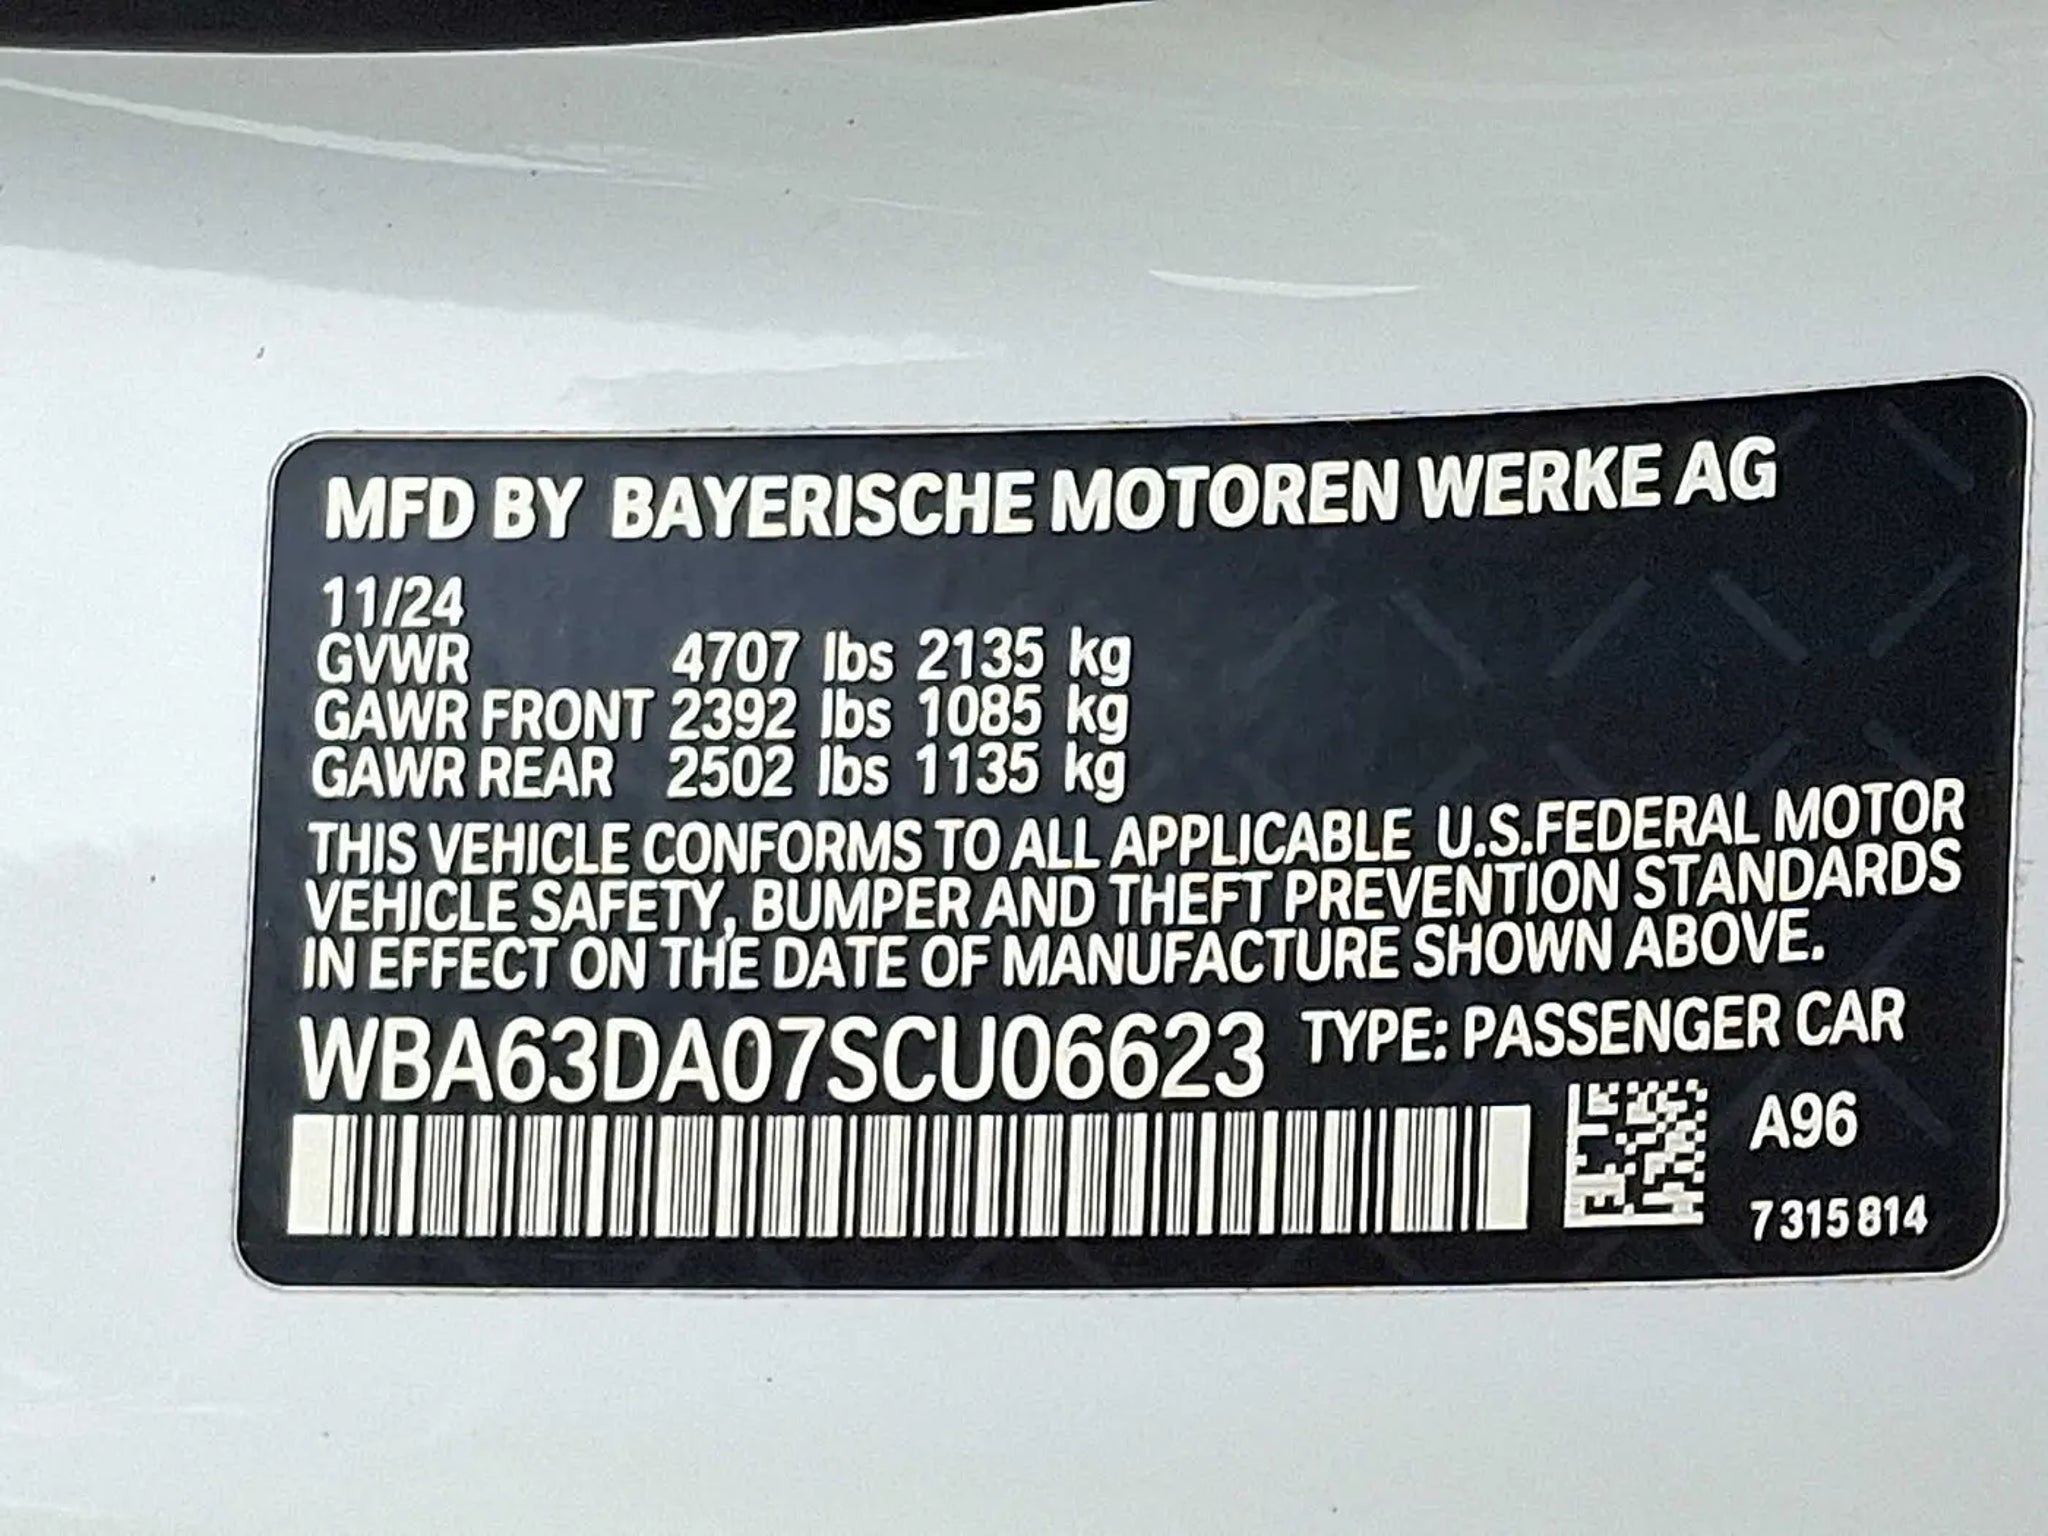 MFD BY BAYERISCHE MOTOREN WERKE AG
11/24
GVWR 4707 lbs 2135 kg
GAWR FRONT 2392 lbs 1085 kg
GAWR REAR 2502 lbs 1135 kg
THIS VEHICLE CONFORMS TO ALL APPLICABLE U.S.FEDERAL MOTOR
VEHICLE SAFETY, BUMPER AND THEFT PREVENTION STANDARDS
IN EFFECT ON THE DATE OF MANUFACTURE SHOWN ABOVE.
WBA63DA07SCU06623 TYPE: PASSENGER CAR
A96
7 315 814